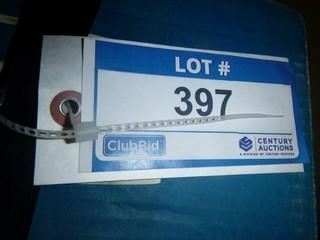 LOT #
397
ClubBid
CENTURY
AUCTIONS
A DIVISION OF CENTURY SERVICES